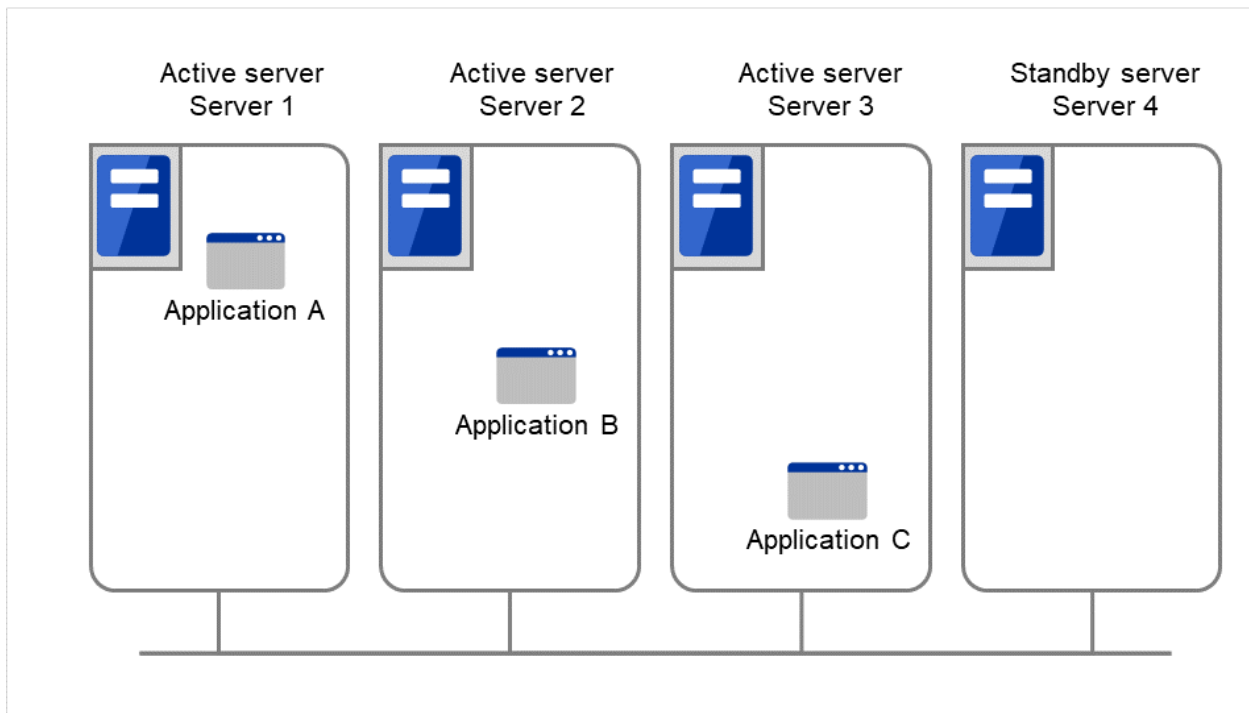 Active server
Server 1
Active server
Server 2
Active server
Server 3
Standby server
Server 4
Application A
Application B
Application C